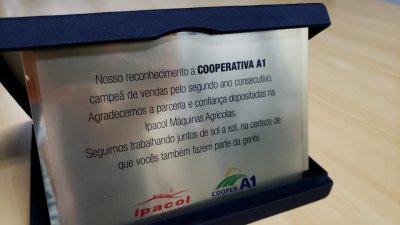 Nosso reconhecimento a COOPERATIVA A1
campeã de vendas pelo segundo ano consecutivo.
Agradecemos a parceria e confiança depositadas na
Ipacol Máquinas Agrícolas.
Seguimos trabalhando juntos de sol a sol, na certeza de
que vocês também fazem parte da gente.
ipacol
COOPER A1